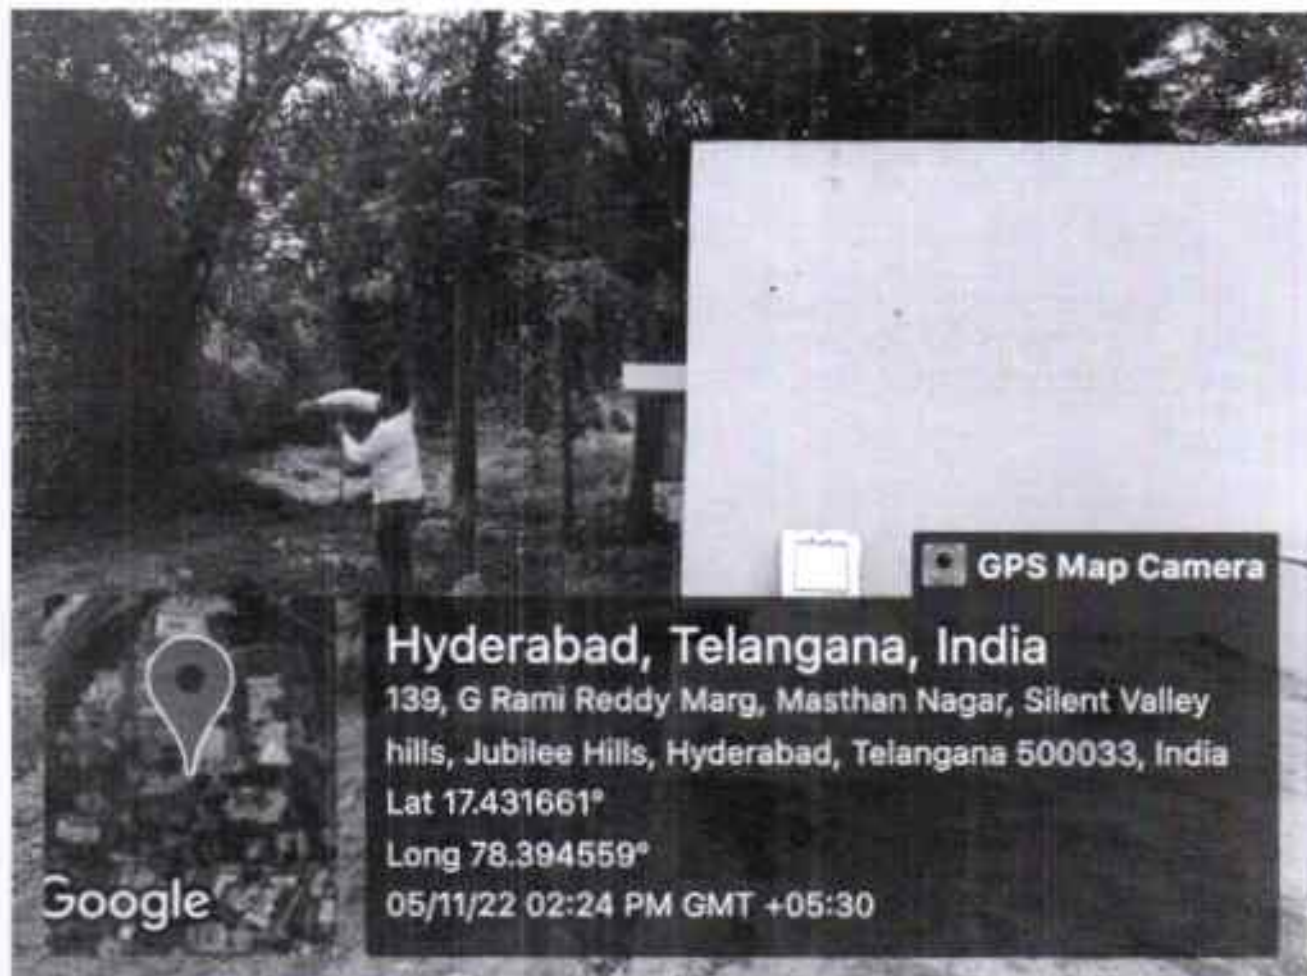 GPS Map Camera
Hyderabad, Telangana, India
139, G Rami Reddy Marg, Masthan Nagar, Silent Valley
hills, Jubilee Hills, Hyderabad, Telangana 500033, India
Lat 17.431661°
Long 78.394559°
05/11/22 02:24 PM GMT +05:30
Google